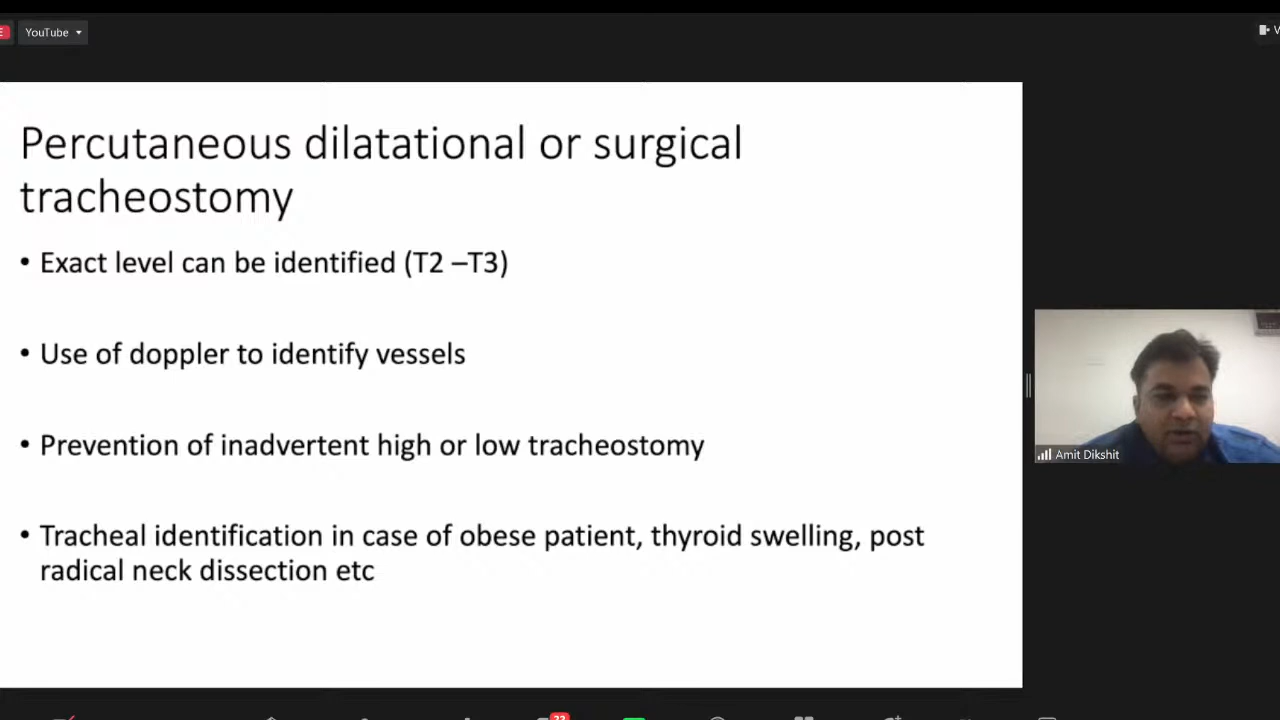 YouTube
Percutaneous dilatational or surgical
tracheostomy
• Exact level can be identified (T2 –T3)
• Use of doppler to identify vessels
• Prevention of inadvertent high or low tracheostomy
• Tracheal identification in case of obese patient, thyroid swelling, post
radical neck dissection etc
Amit Dikshit